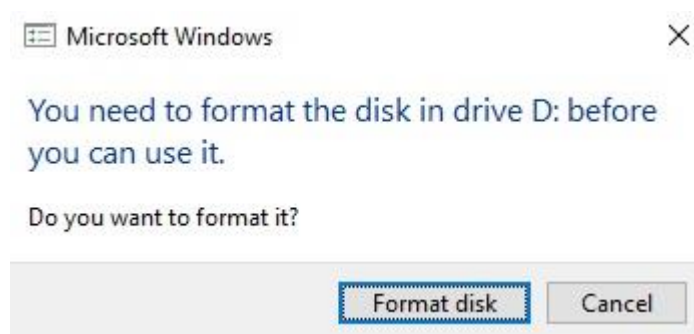 Microsoft Windows
You need to format the disk in drive D: before
you can use it.
Do you want to format it?
Format disk
Cancel